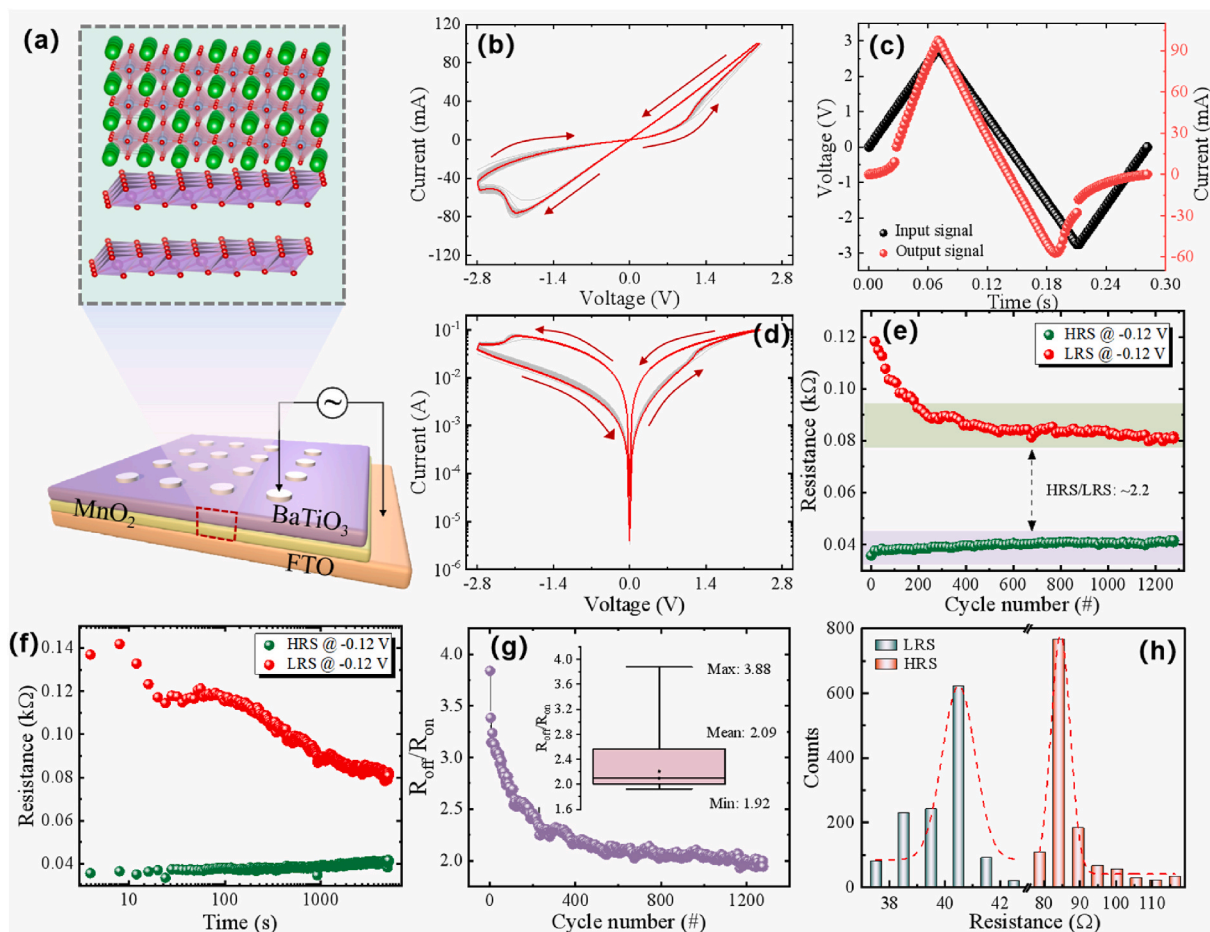 (a)
~
MnO2
BaTiO3
FTO
(b)
120
80
40
0
-40
-80
-120
Current (mA)
-2.8 -1.4 0.0 1.4 2.8
Voltage (V)
(c)
3
2
1
0
-1
-2
-3
Voltage (V)
90
60
30
0
-30
-60
Current (mA)
Input signal
Output signal
0.00 0.06 0.12 0.18 0.24 0.30
Time (s)
(d)
10-1
10-2
10-3
10-4
10-5
10-6
Current (A)
-2.8 -1.4 0.0 1.4 2.8
Voltage (V)
(e)
HRS @ -0.12 V
LRS @ -0.12 V
0.12
0.10
0.08
0.06
0.04
Resistance (kΩ)
HRS/LRS: ~2.2
0 200 400 600 800 1000 1200
Cycle number (#)
(f)
HRS @ -0.12 V
LRS @ -0.12 V
0.14
0.12
0.10
0.08
0.06
0.04
Resistance (kΩ)
10 100 1000
Time (s)
(g)
4.0
3.5
3.0
2.5
2.0
Roff/Ron
4.0
3.6
3.2
2.8
2.4
2.0
1.6
Roff/Ron
Max: 3.88
Mean: 2.09
Min: 1.92
0 400 800 1200
Cycle number (#)
(h)
LRS
HRS
800
600
400
200
0
Counts
38 40 42 80 90 100 110
Resistance (Ω)